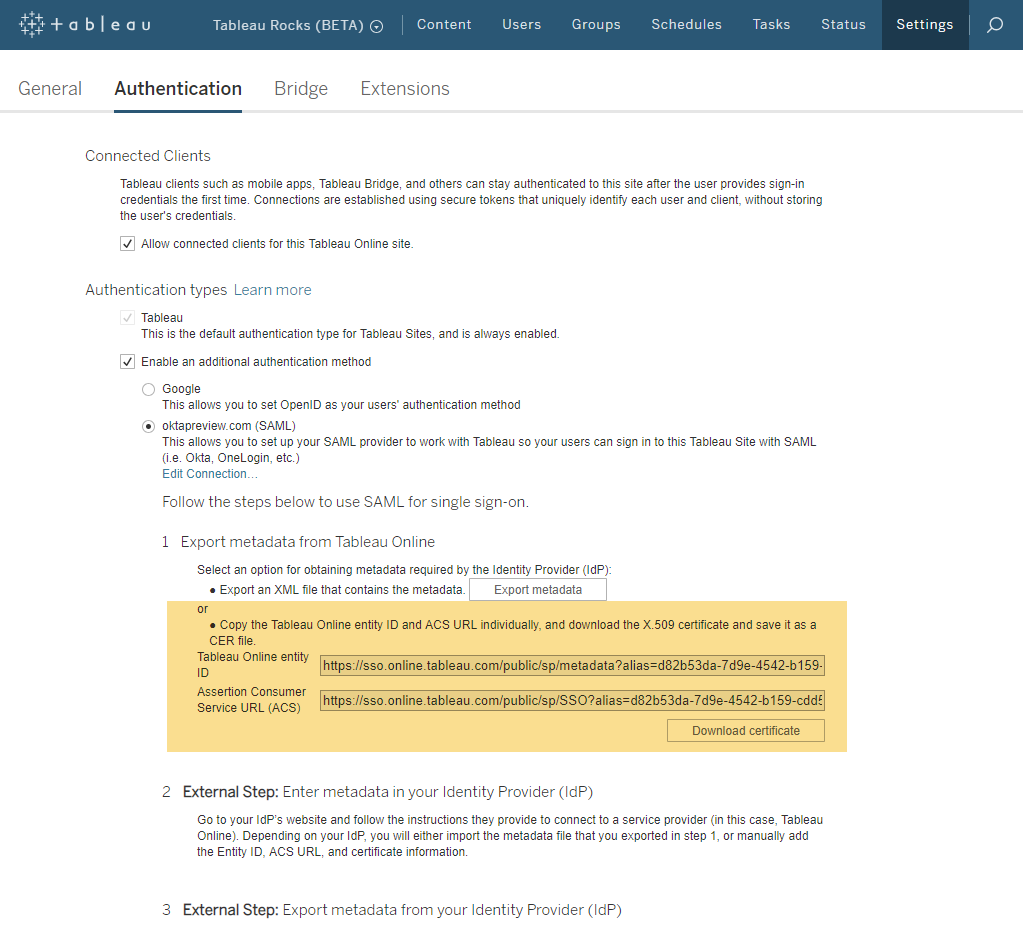 tableau Tableau Rocks (BETA) Content Users Groups Schedules Tasks Status Settings
General Authentication Bridge Extensions
Connected Clients
Tableau clients such as mobile apps, Tableau Bridge, and others can stay authenticated to this site after the user provides sign-in
credentials the first time. Connections are established using secure tokens that uniquely identify each user and client, without storing
the user's credentials.
Allow connected clients for this Tableau Online site.
Authentication types Learn more
Tableau
This is the default authentication type for Tableau Sites, and is always enabled.
Enable an additional authentication method
Google
This allows you to set OpenID as your users' authentication method
oktapreview.com (SAML)
This allows you to set up your SAML provider to work with Tableau so your users can sign in to this Tableau Site with SAML
(i.e. Okta, OneLogin, etc.)
Edit Connection…
Follow the steps below to use SAML for single sign-on.
1 Export metadata from Tableau Online
Select an option for obtaining metadata required by the Identity Provider (IdP):
• Export an XML file that contains the metadata. Export metadata
or
• Copy the Tableau Online entity ID and ACS URL individually, and download the X.509 certificate and save it as a
CER file.
Tableau Online entity
ID
https://sso.online.tableau.com/public/sp/metadata?alias=d82b53da-7d9e-4542-b159-
Assertion Consumer
Service URL (ACS)
https://sso.online.tableau.com/public/sp/SSO?alias=d82b53da-7d9e-4542-b159-cdd5
Download certificate
2 External Step: Enter metadata in your Identity Provider (IdP)
Go to your IdP's website and follow the instructions they provide to connect to a service provider (in this case, Tableau
Online). Depending on your IdP, you will either import the metadata file that you exported in step 1, or manually add
the Entity ID, ACS URL, and certificate information.
3 External Step: Export metadata from your Identity Provider (IdP)